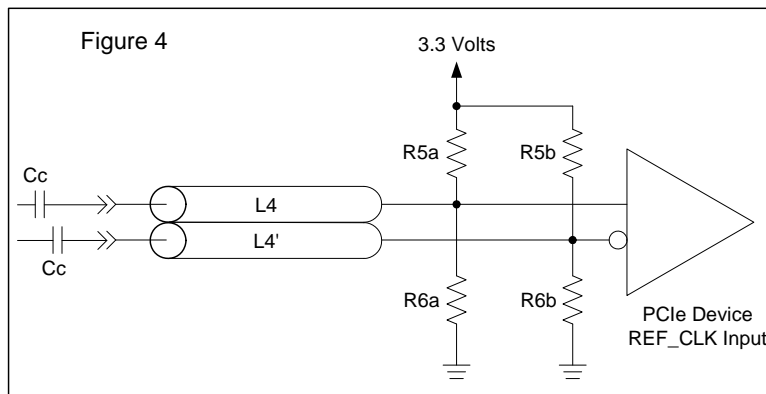 Figure 4
3.3 Volts
R5a
R5b
Cc
L4
L4'
Cc
R6a
R6b
PCIe Device
REF_CLK Input